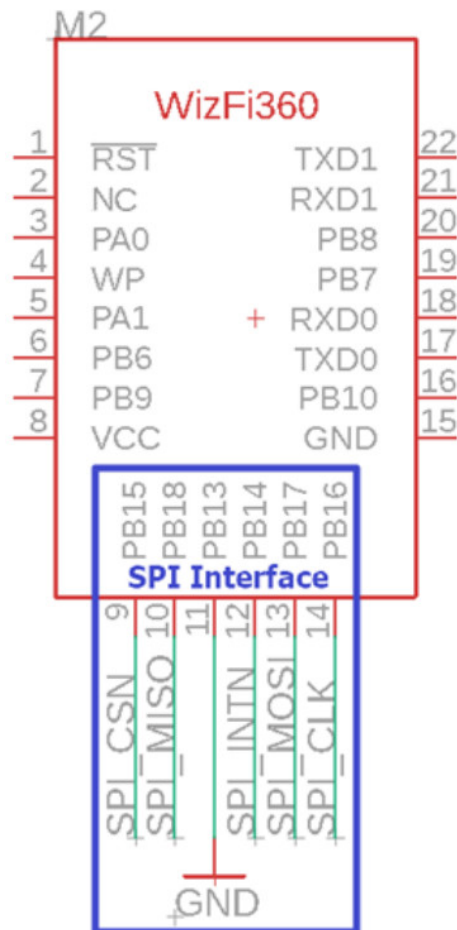 M2
WizFi360
1 RST TXD1 22
2 NC RXD1 21
3 PA0 PB8 20
4 WP PB7 19
5 PA1 RXD0 18
6 PB6 TXD0 17
7 PB9 PB10 16
8 VCC GND 15
PB15 PB18 PB13 PB14 PB17 PB16
SPI Interface
9 10 11 12 13 14
SPI_CSN SPI_MISO SPI_INTN SPI_MOSI SPI_CLK
GND